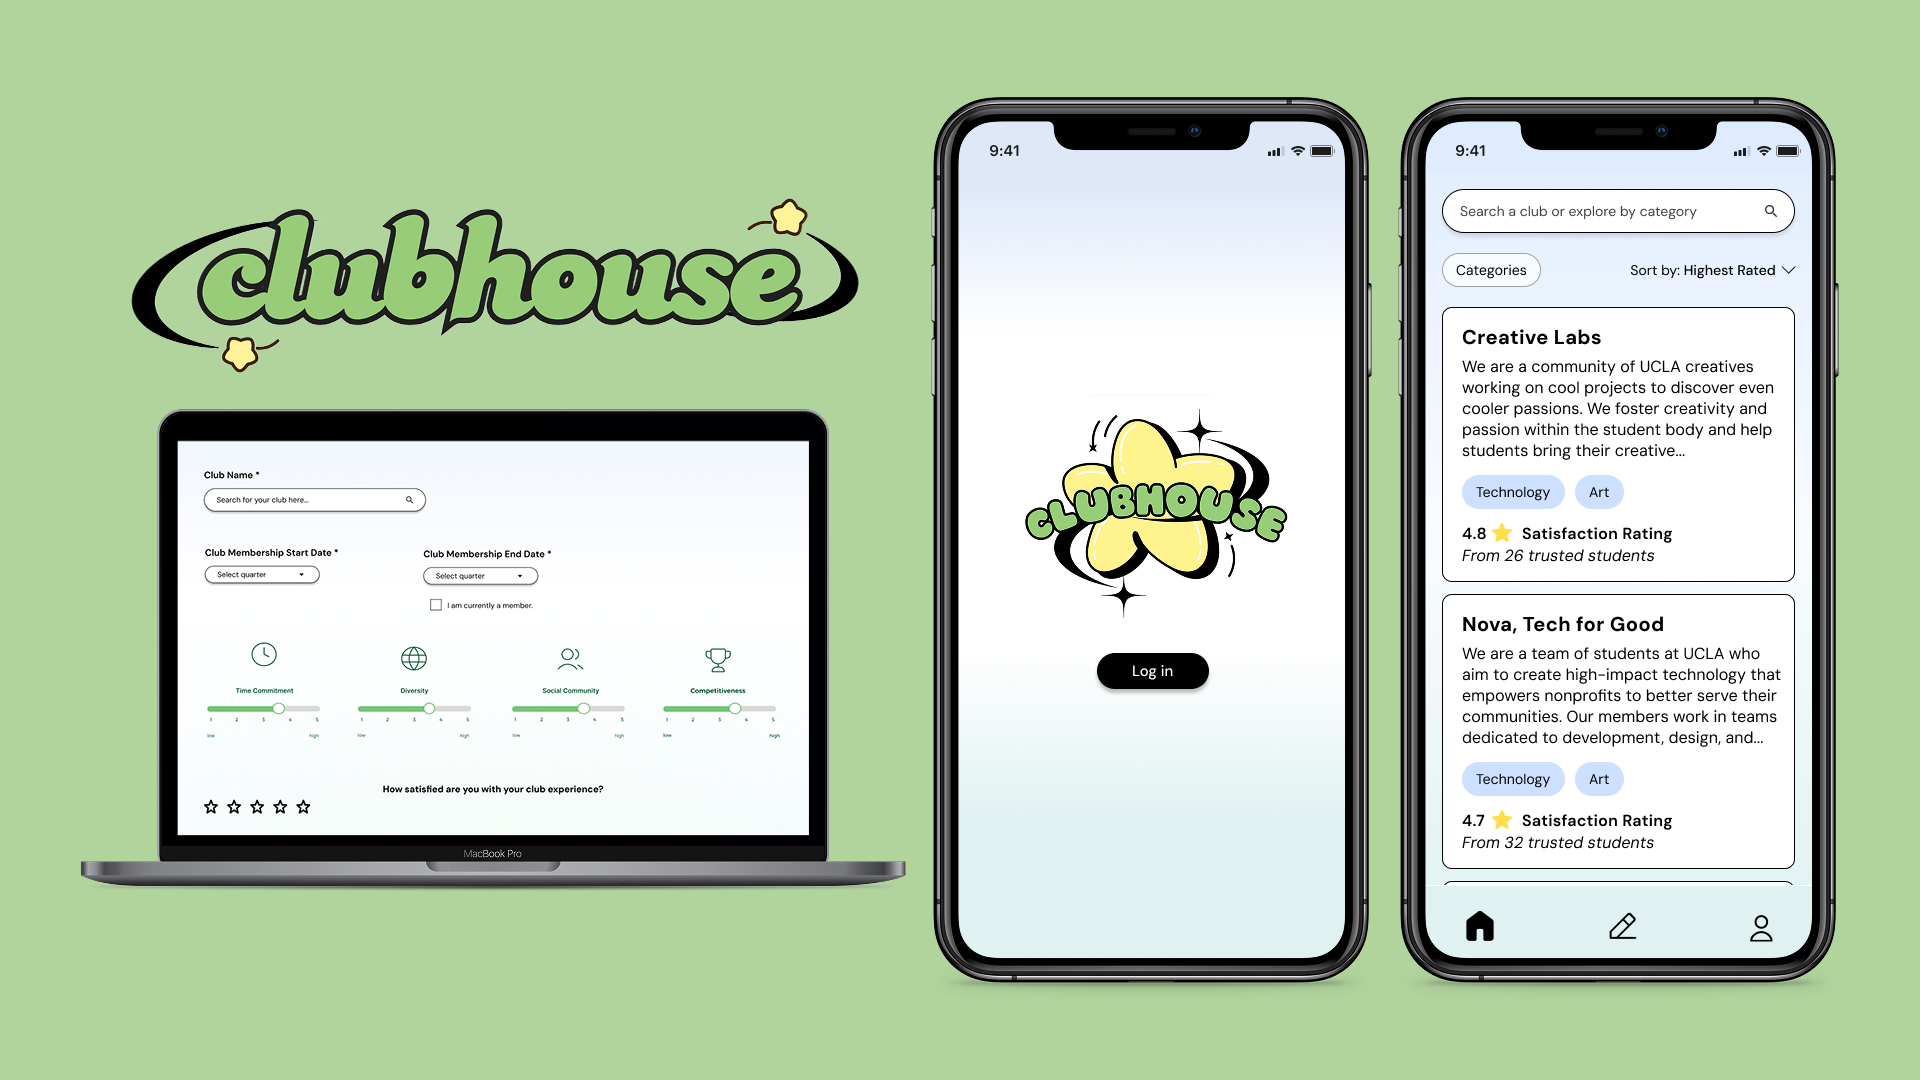 clubhouse
Club Name *
Search for your club here...
Club Membership Start Date *
Club Membership End Date *
Select quarter
Select quarter
I am currently a member.
Time Commitment
Diversity
Social Community
Competitiveness
1 2 3 4 5
1 2 3 4 5
1 2 3 4 5
1 2 3 4 5
low high
low high
low high
low high
How satisfied are you with your club experience?
MacBook Pro
9:41
CLUBHOUSE
Log in
9:41
Search a club or explore by category
Categories
Sort by: Highest Rated
Creative Labs
We are a community of UCLA creatives
working on cool projects to discover even
cooler passions. We foster creativity and
passion within the student body and help
students bring their creative...
Technology
Art
4.8 Satisfaction Rating
From 26 trusted students
Nova, Tech for Good
We are a team of students at UCLA who
aim to create high-impact technology that
empowers nonprofits to better serve their
communities. Our members work in teams
dedicated to development, design, and...
Technology
Art
4.7 Satisfaction Rating
From 32 trusted students